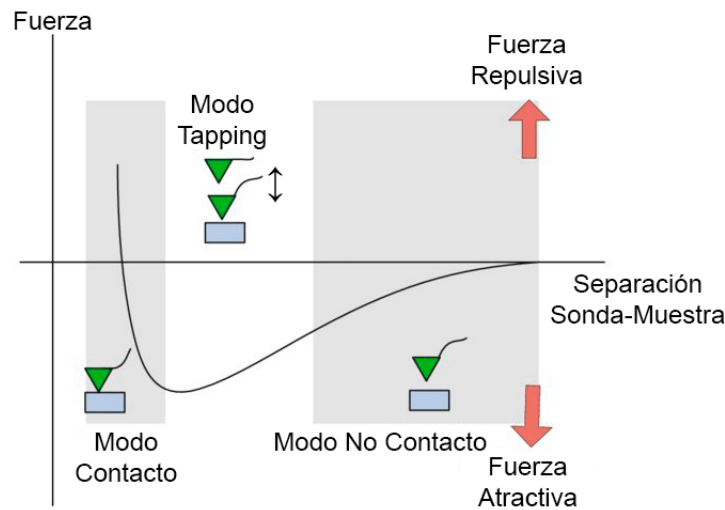 Fuerza
Fuerza
Repulsiva
Modo
Tapping
Separación
Sonda-Muestra
Modo
Contacto
Modo No Contacto
Fuerza
Atractiva